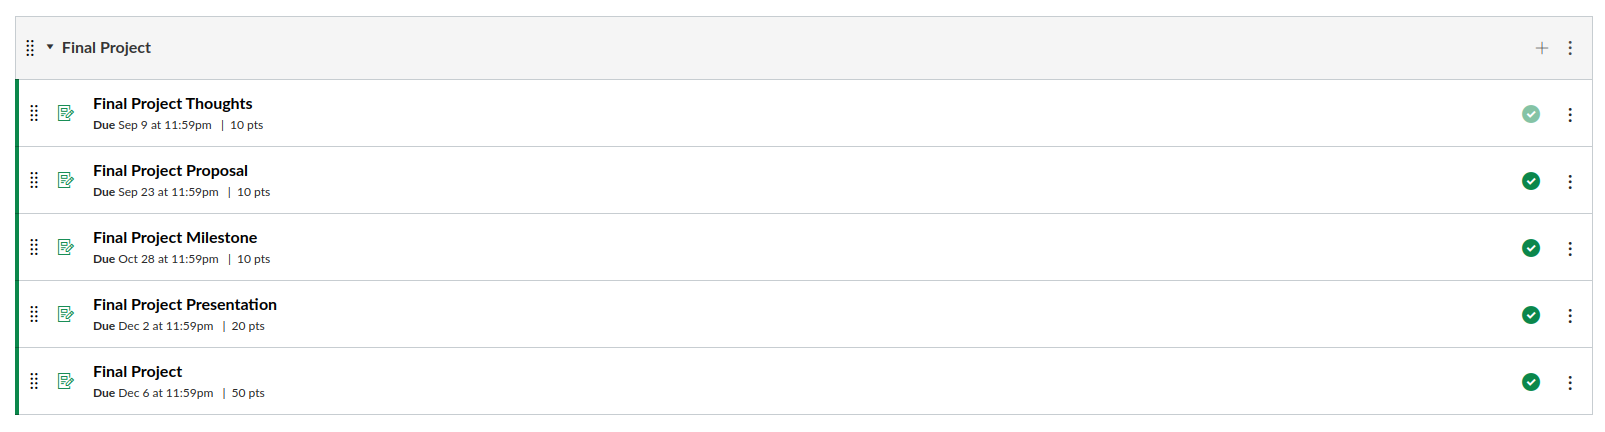 Final Project
Final Project Thoughts
Due Sep 9 at 11:59pm | 10 pts
Final Project Proposal
Due Sep 23 at 11:59pm | 10 pts
Final Project Milestone
Due Oct 28 at 11:59pm | 10 pts
Final Project Presentation
Due Dec 2 at 11:59pm | 20 pts
Final Project
Due Dec 6 at 11:59pm | 50 pts